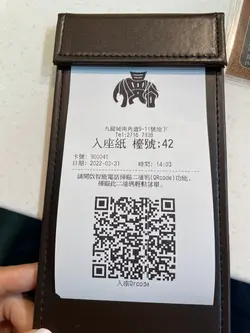 九龍城南角道9-11號地下
Tel:2716 7838
入座紙 檯號:42
卡號: 900041
日期: 2022-03-31 時間: 14:03
請開啟智能電話掃瞄二維碼(QRcode)功能,
掃瞄此二維碼輕鬆落單。
入座Qrcode